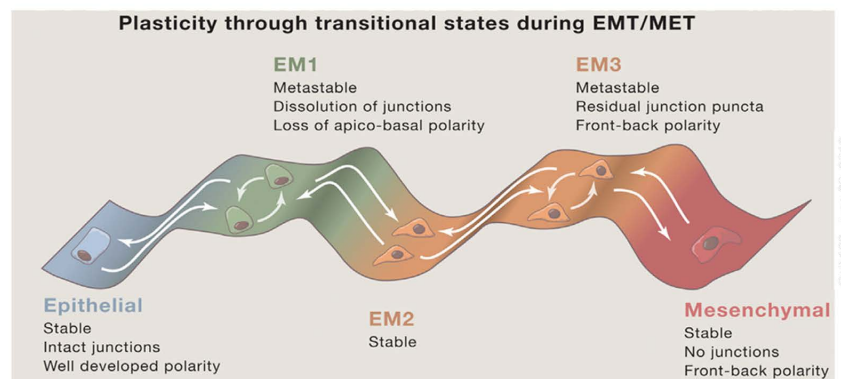 Plasticity through transitional states during EMT/MET
EM1
Metastable
Dissolution of junctions
Loss of apico-basal polarity
EM3
Metastable
Residual junction puncta
Front-back polarity
Epithelial
Stable
Intact junctions
Well developed polarity
EM2
Stable
Mesenchymal
Stable
No junctions
Front-back polarity